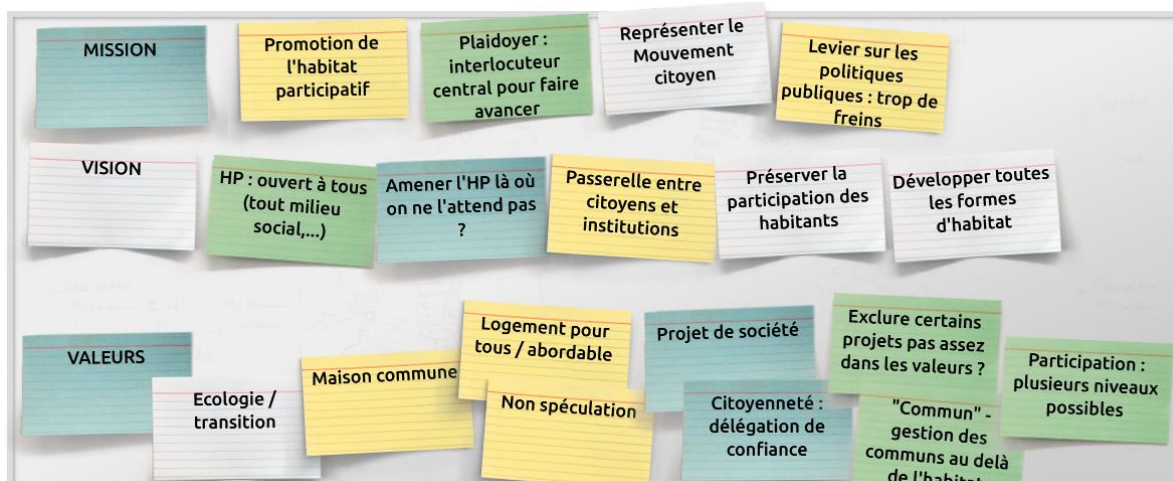 MISSION
Promotion de
l'habitat
participatif
Plaidoyer :
interlocuteur
central pour faire
avancer
Représenter le
Mouvement
citoyen
Levier sur les
politiques
publiques : trop de
freins
VISION
HP : ouvert à tous
(tout milieu
social,...)
Amener l'HP là où
on ne l'attend pas
?
Passerelle entre
citoyens et
institutions
Préserver la
participation des
habitants
Développer toutes
les formes
d'habitat
VALEURS
Ecologie /
transition
Maison commune
Logement pour
tous / abordable
Non spéculation
Projet de société
Citoyenneté :
délégation de
confiance
Exclure certains
projets pas assez
dans les valeurs ?
"Commun" -
gestion des
communs au delà
de l'habitat
Participation :
plusieurs niveaux
possibles